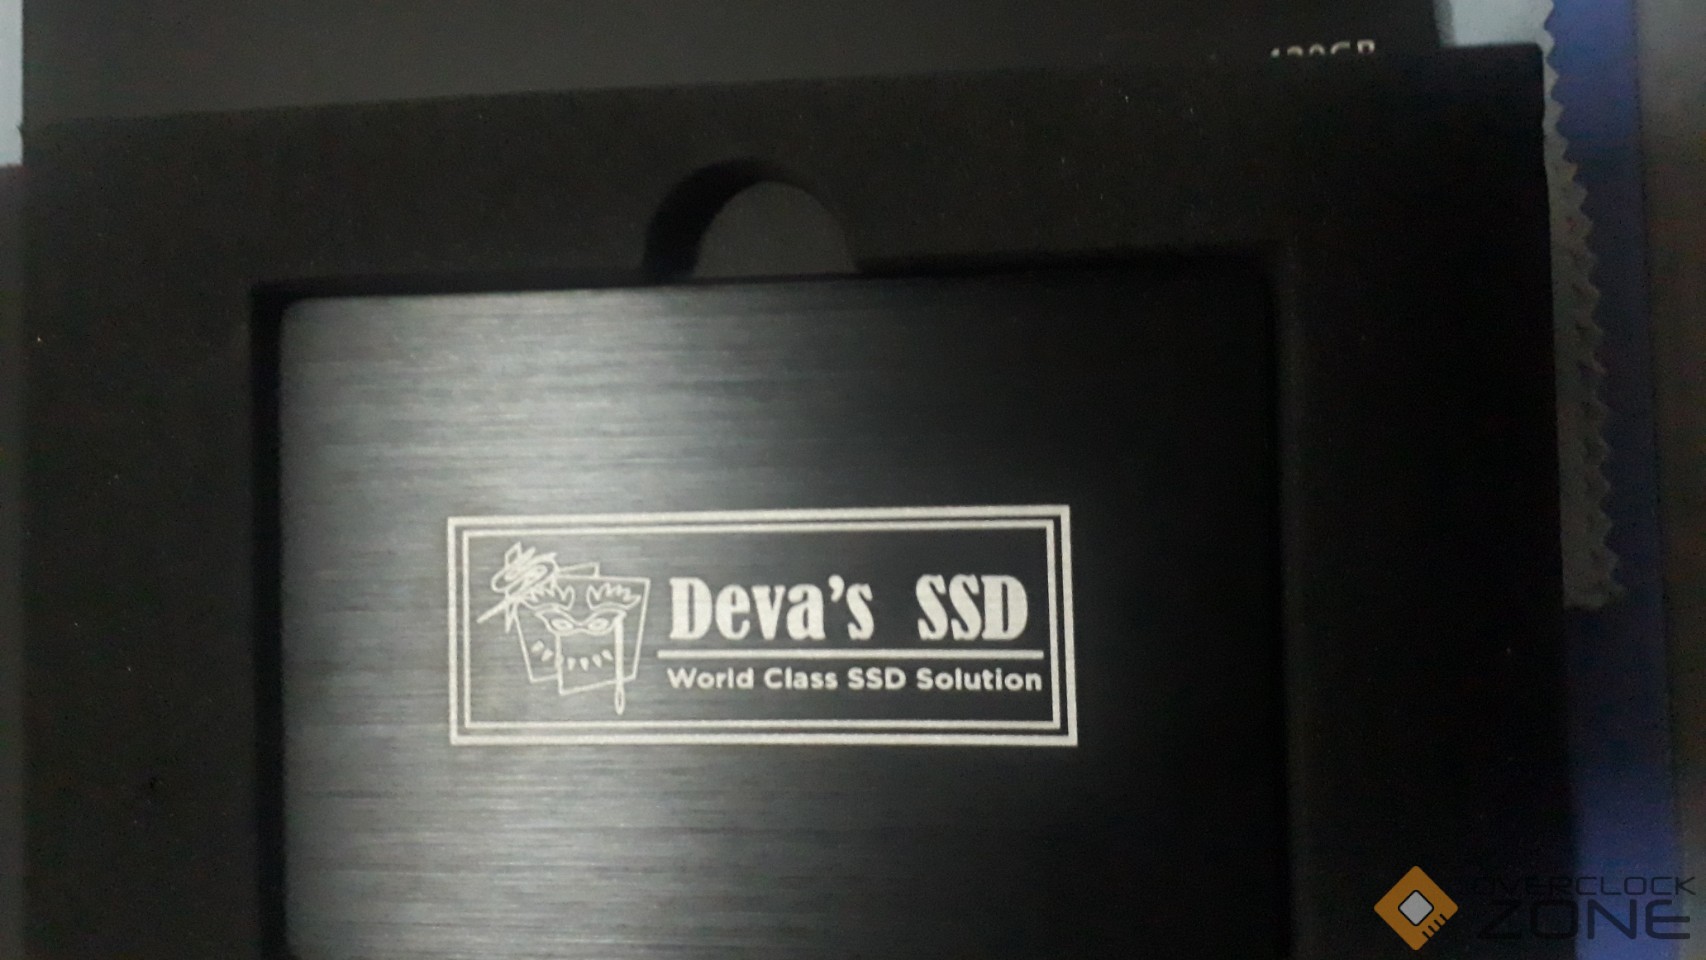 Deva's SSD
World Class SSD Solution
OVERCLOCK
ZONE